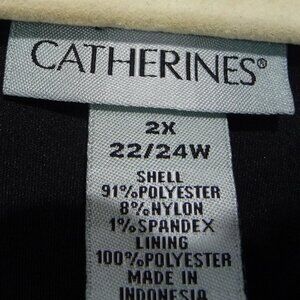 CATHERINES®
2X
22/24W
SHELL
91%POLYESTER
8%NYLON
1%SPANDEX
LINING
100%POLYESTER
MADE IN
INDONESIA